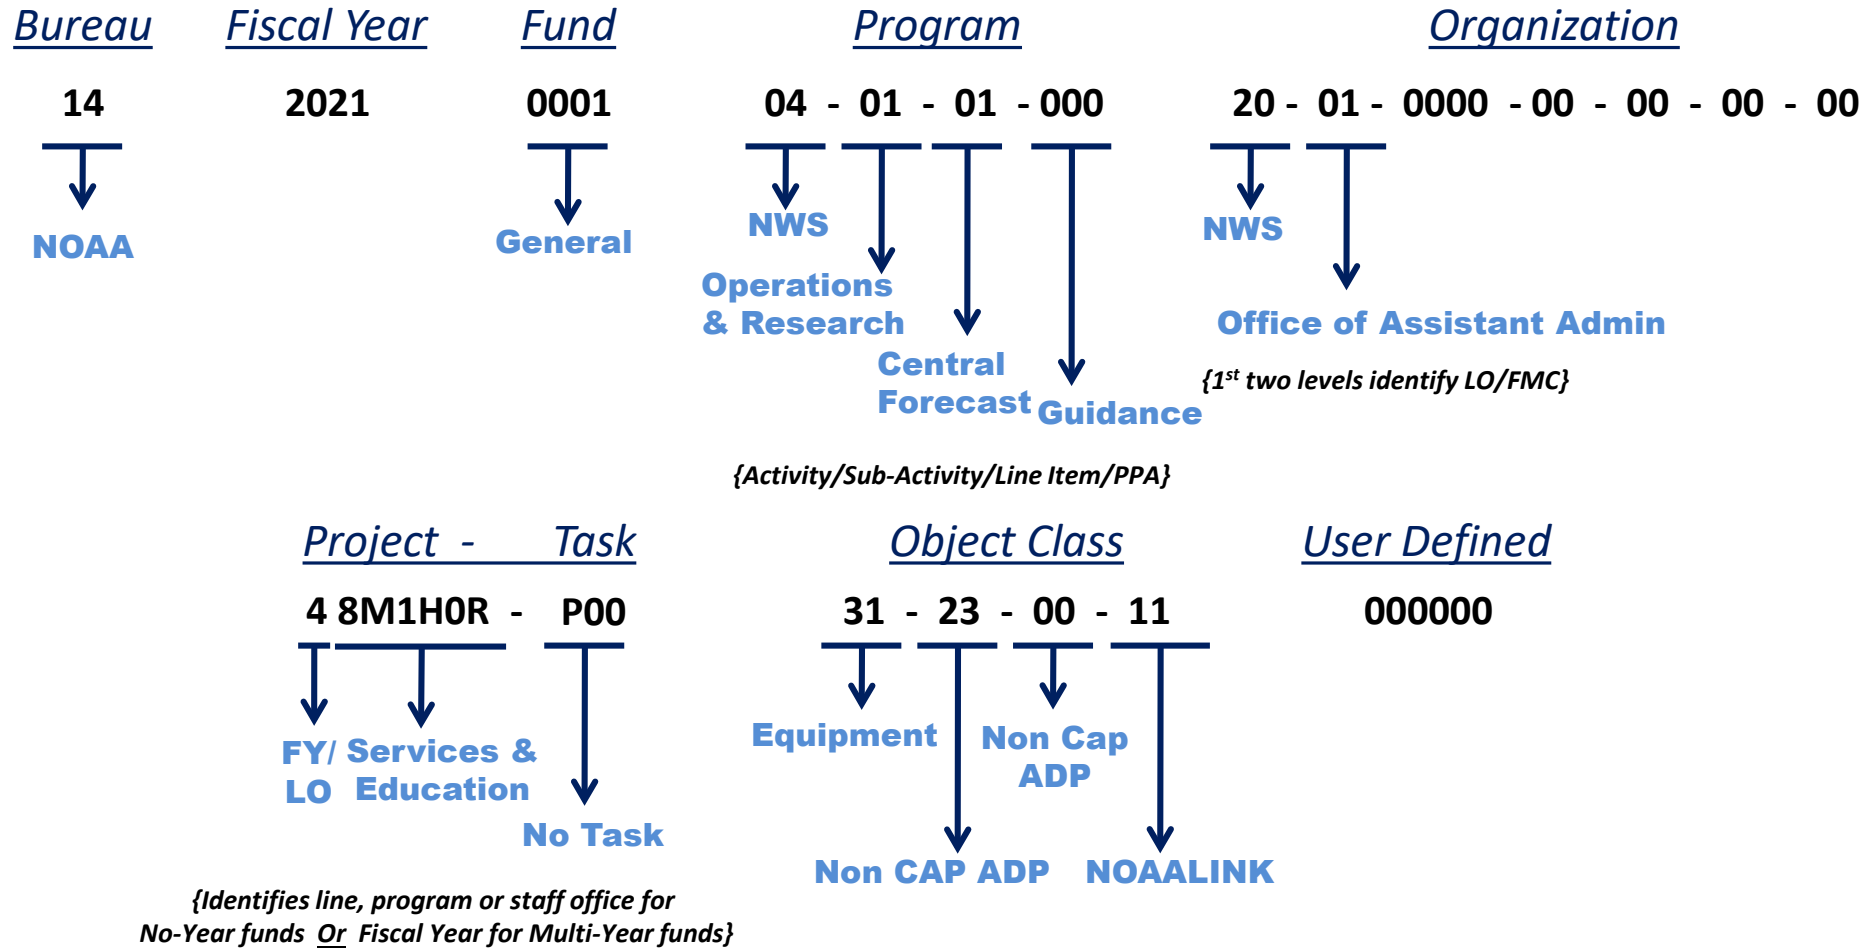 Bureau Fiscal Year Fund Program Organization
14 2021 0001 04 - 01 - 01 - 000 20 - 01 - 0000 - 00 - 00 - 00 - 00
NOAA
General
NWS
Operations
& Research
Central
Forecast
Guidance
{Activity/Sub-Activity/Line Item/PPA}
NWS
Office of Assistant Admin
{1st two levels identify LO/FMC}
Project - Task Object Class User Defined
4 8M1H0R - P00 31 - 23 - 00 - 11 000000
FY/
LO
Services &
Education
No Task
{Identifies line, program or staff office for
No-Year funds Or Fiscal Year for Multi-Year funds}
Equipment
Non CAP ADP
Non Cap
ADP
NOAALINK